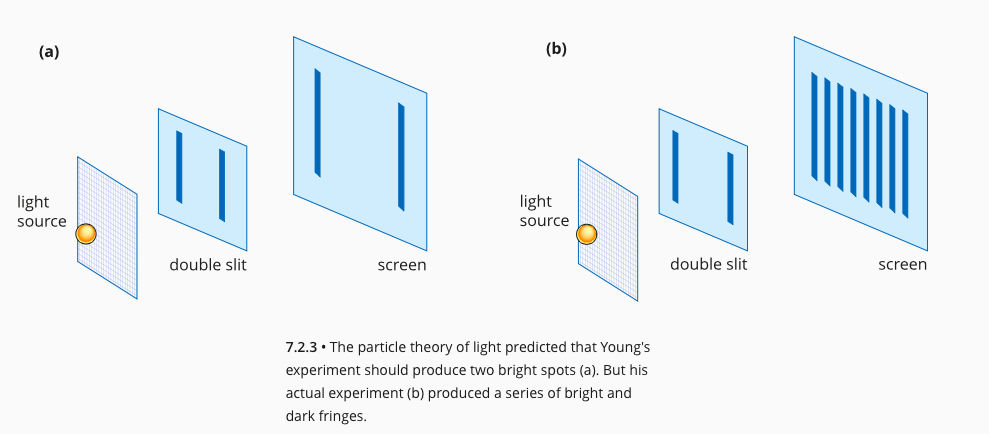 (a)
light
source
double slit
screen
(b)
light
source
double slit
screen
7.2.3 • The particle theory of light predicted that Young's
experiment should produce two bright spots (a). But his
actual experiment (b) produced a series of bright and
dark fringes.